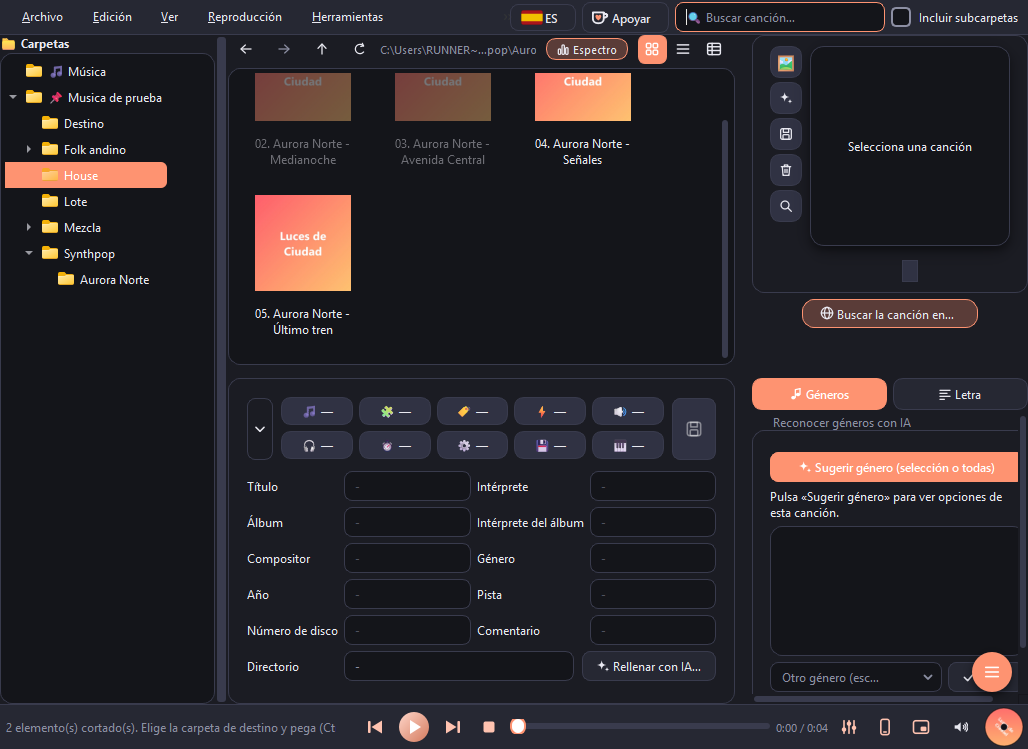 Archivo Edición Ver Reproducción Herramientas ES Apoyar Buscar canción... Incluir subcarpetas
Carpetas
Música
Musica de prueba
Destino
Folk andino
House
Lote
Mezcla
Synthpop
Aurora Norte
C:\Users\RUNNER~...pop\Auro Espectro
Ciudad Ciudad Ciudad
02. Aurora Norte - Medianoche
03. Aurora Norte - Avenida Central
04. Aurora Norte - Señales
Luces de
Ciudad
05. Aurora Norte -
Último tren
— — — — —
— — — — —
Título - Intérprete -
Álbum - Intérprete del álbum -
Compositor - Género -
Año - Pista -
Número de disco - Comentario -
Directorio - Rellenar con IA...
Selecciona una canción
Buscar la canción en...
Géneros Letra
Reconocer géneros con IA
Sugerir género (selección o todas)
Pulsa «Sugerir género» para ver opciones de
esta canción.
Otro género (esc...
2 elemento(s) cortado(s). Elige la carpeta de destino y pega (Ct
0:00 / 0:04